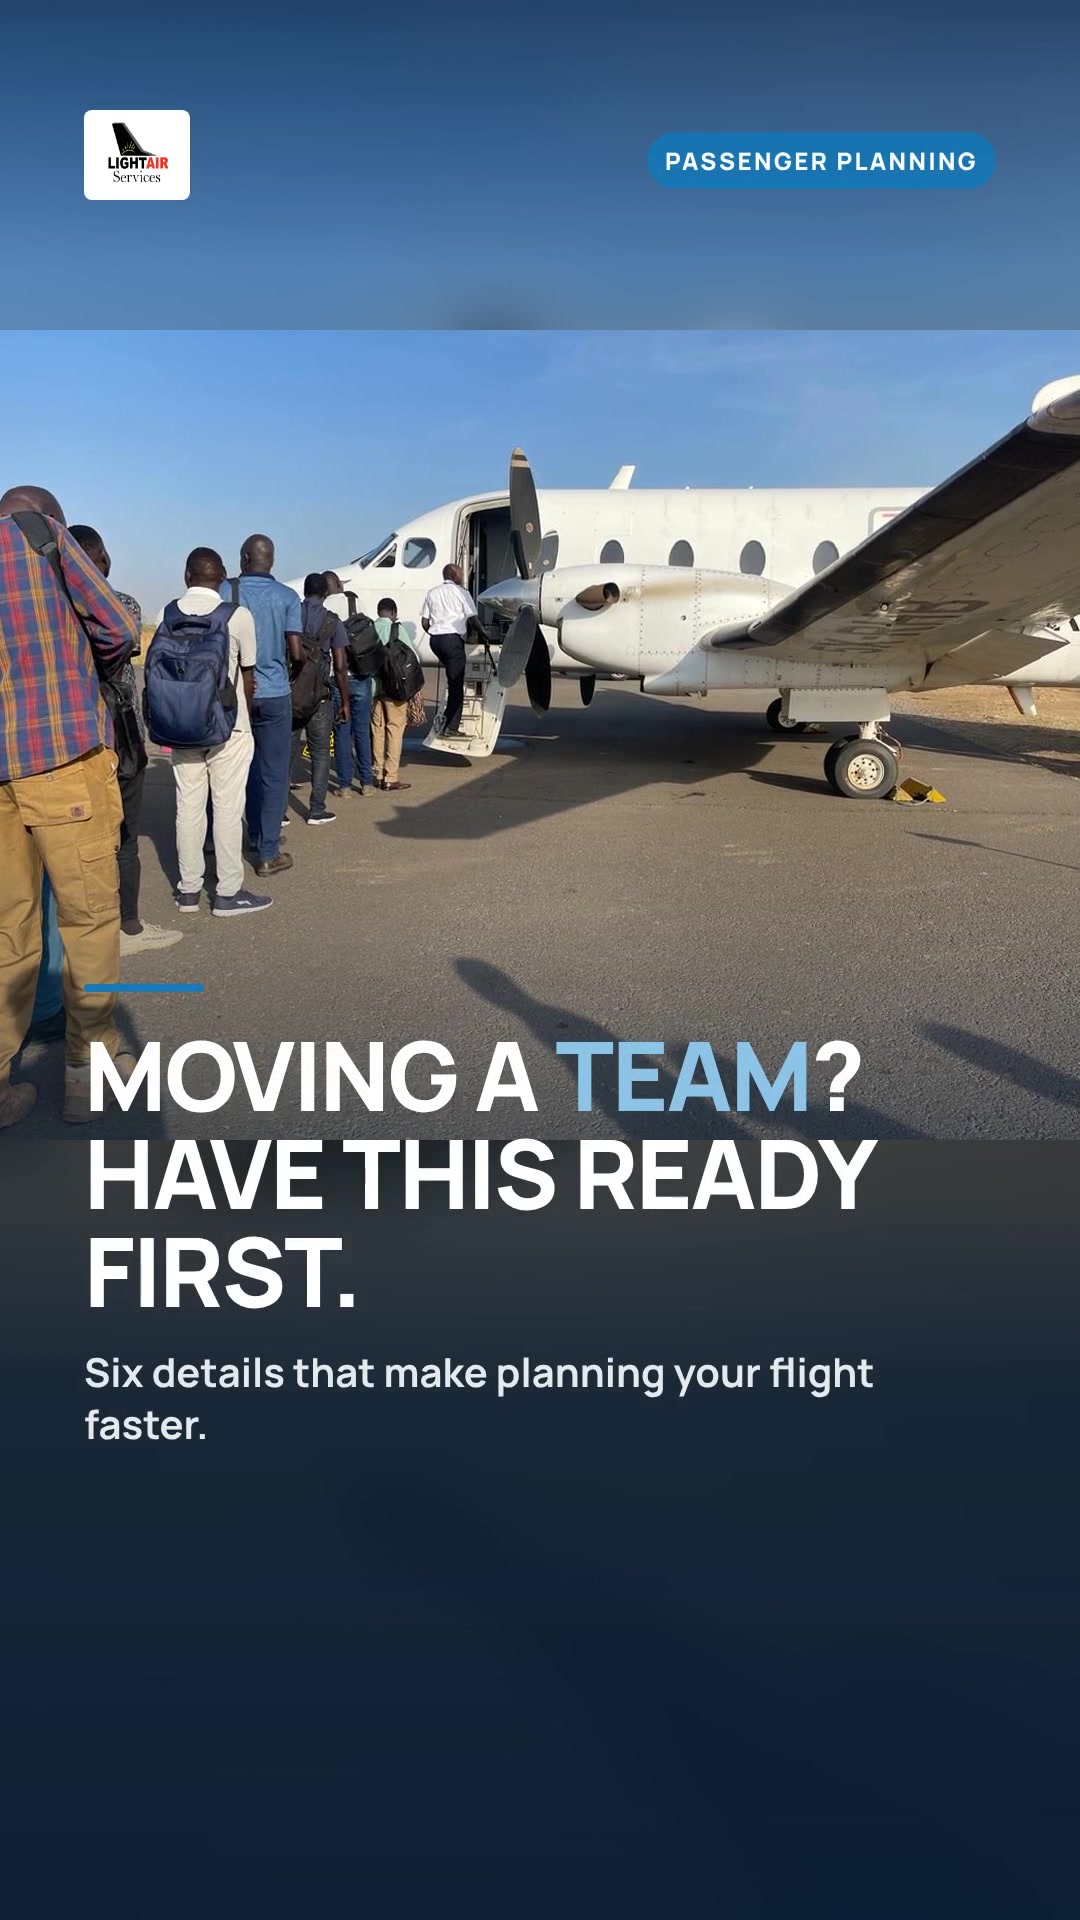 LIGHTAIR
Services
PASSENGER PLANNING
MOVING A TEAM?
HAVE THIS READY
FIRST.
Six details that make planning your flight
faster.